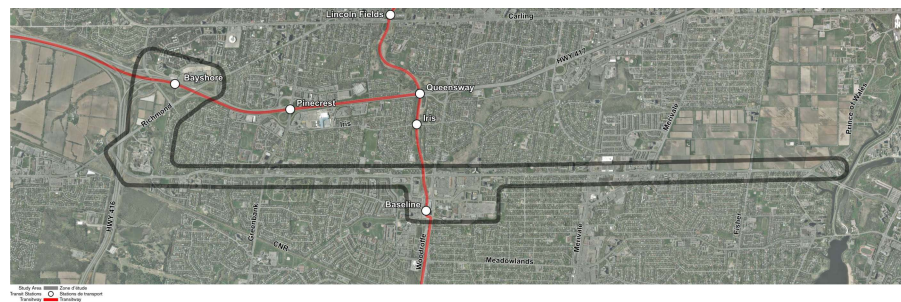 Lincoln Fields
Carling
HWY 417
Bayshore
Queensway
Richmond
Pinecrest
Iris
Iris
Merivale
Prince of Wales
Baseline
HWY 416
Greenbank
CNR
Woodroffe
Meadowlands
Merivale
Fisher
Study Area Zone d'étude
Transit Stations Stations de transport
Transitway Transitway